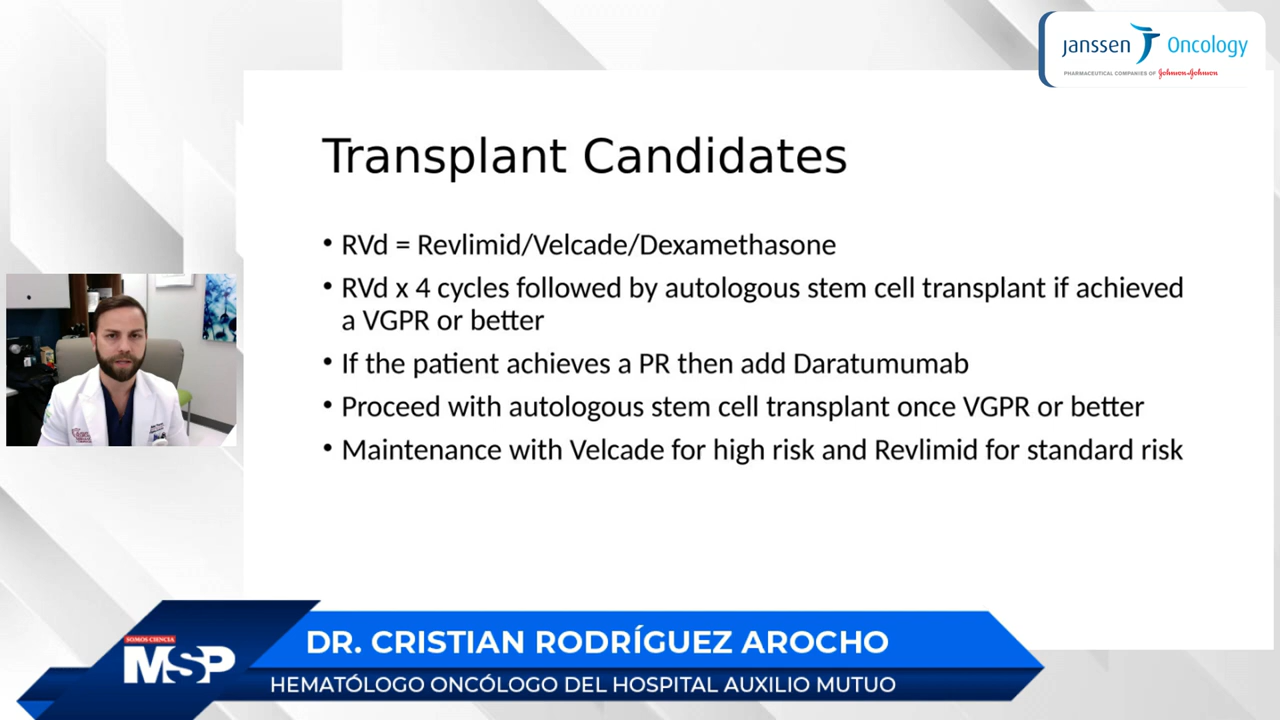 Janssen Oncology
PHARMACEUTICAL COMPANIES OF Johnson & Johnson
Transplant Candidates
• RVd = Revlimid/Velcade/Dexamethasone
• RVd x 4 cycles followed by autologous stem cell transplant if achieved
a VGPR or better
• If the patient achieves a PR then add Daratumumab
• Proceed with autologous stem cell transplant once VGPR or better
• Maintenance with Velcade for high risk and Revlimid for standard risk
SOMOS CIENCIA
MSP
DR. CRISTIAN RODRÍGUEZ AROCHO
HEMATÓLOGO ONCÓLOGO DEL HOSPITAL AUXILIO MUTUO